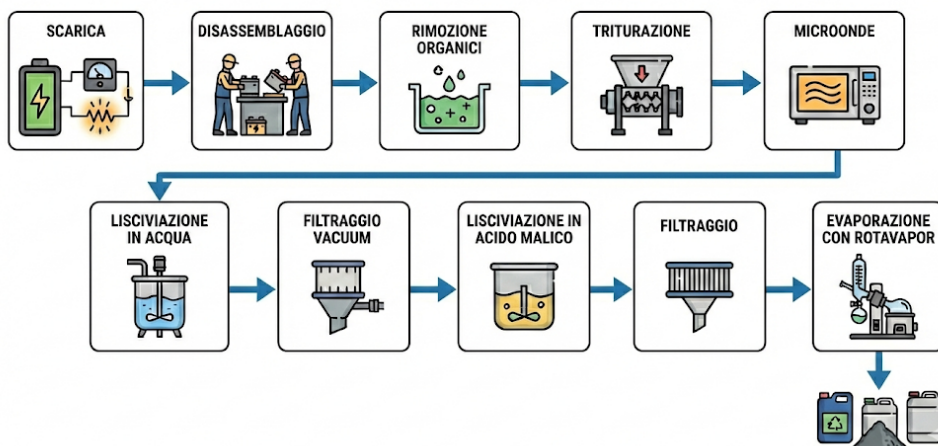 SCARICA
DISASSEMBLAGGIO
RIMOZIONE
ORGANICI
TRITURAZIONE
MICROONDE
LISCIVIAZIONE
IN ACQUA
FILTRAGGIO
VACUUM
LISCIVIAZIONE IN
ACIDO MALICO
FILTRAGGIO
EVAPORAZIONE
CON ROTAVAPOR